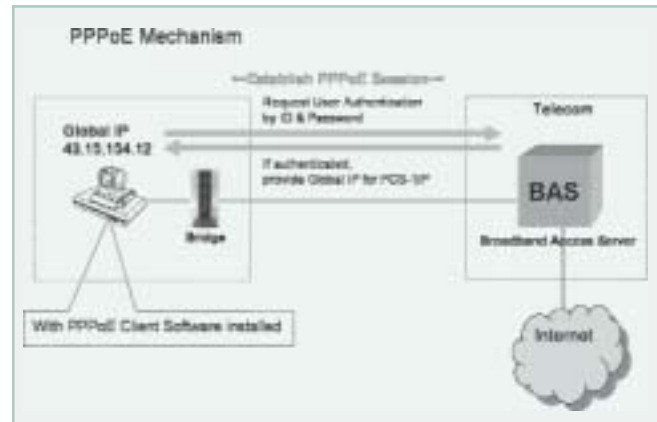 PPPoE Mechanism
Establish PPPoE Session
Request User Authentication
by ID & Password
Telecom
Global IP
43.15.154.12
If authenticated,
provide Global IP for
BAS
Bridge
Broadband Access Server
With PPPoE Client Software installed
Internet